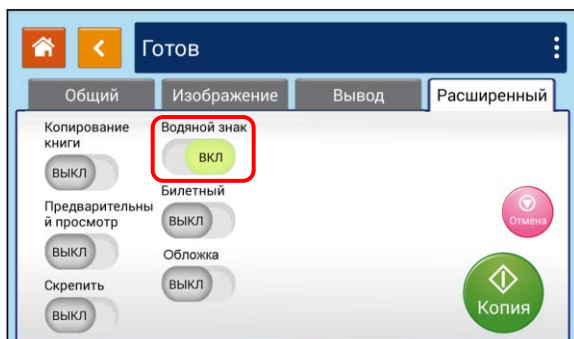 Готов
Общий
Изображение
Вывод
Расширенный
Копирование
книги
ВЫКЛ
Водяной знак
ВКЛ
Предварительны
й просмотр
ВЫКЛ
Билетный
ВЫКЛ
Скрепить
ВЫКЛ
Обложка
ВЫКЛ
Отмена
Копия